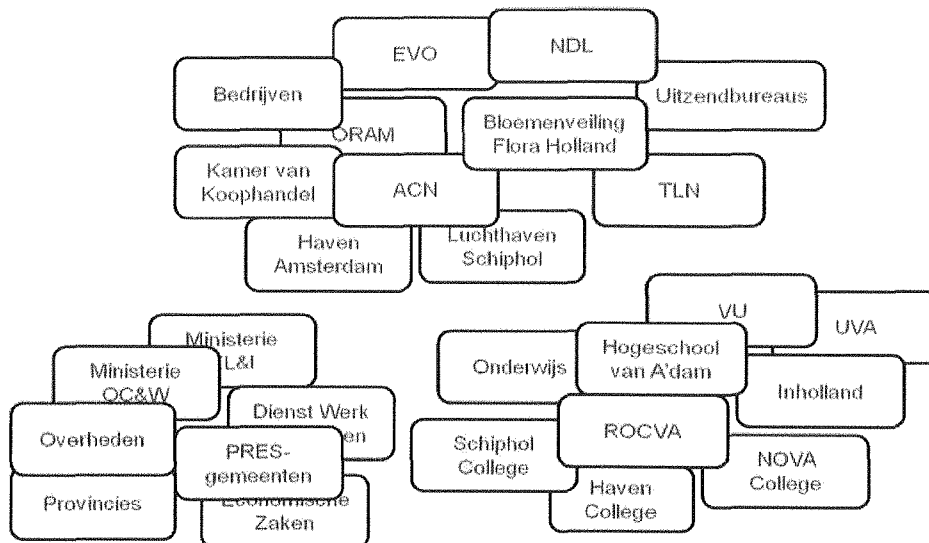 EVO
NDL
Bedrijven
Uitzendbureaus
ORAM
Bloemenveiling
Flora Holland
Kamer van
Koophandel
ACN
TLN
Haven
Amsterdam
Luchthaven
Schiphol
VU
UVA
Ministerie
L&I
Ministerie
OC&W
Onderwijs
Hogeschool
van A'dam
Inholland
Dienst Werk
en
Overheden
PRES-
gemeenten
ROCVA
Schiphol
College
NOVA
College
Provincies
Economische
Zaken
Haven
College